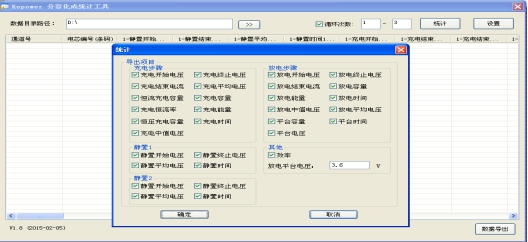 Kupower 分容化成统计工具
数据目录路径: D:\ >> 循环次数: 1 - 3 统计 设置
通道号 电芯编号(条码) 1-静置开始... 1-静置结束... 1-静置平均... 1-静置时间1... 1-充电开始... 1-充电结束... 1-充电结束... 1-
统计
导出项目
充电步骤
充电开始电压 充电终止电压
充电结束电流 充电平均电压
恒流充电容量 充电容量
充电恒流率 充电能量
恒压充电容量 充电时间
充电中值电压
放电步骤
放电开始电压 放电终止电压
放电结束电流 放电容量
放电能量 放电时间
放电中值电压 放电平均电压
平台容量 平台时间
平台电压
静置1
静置开始电压 静置终止电压
静置平均电压 静置时间
静置2
静置开始电压 静置终止电压
静置平均电压 静置时间
其他
效率
放电平台电压: 3.6 V
确定 取消
V1.6 (2015-02-05) 数据导出